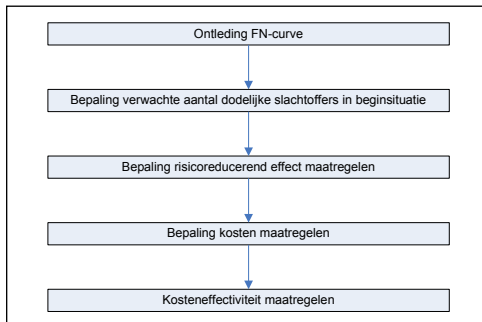 Ontleding FN-curve
Bepaling verwachte aantal dodelijke slachtoffers in beginsituatie
Bepaling risicoreducerend effect maatregelen
Bepaling kosten maatregelen
Kosteneffectiviteit maatregelen